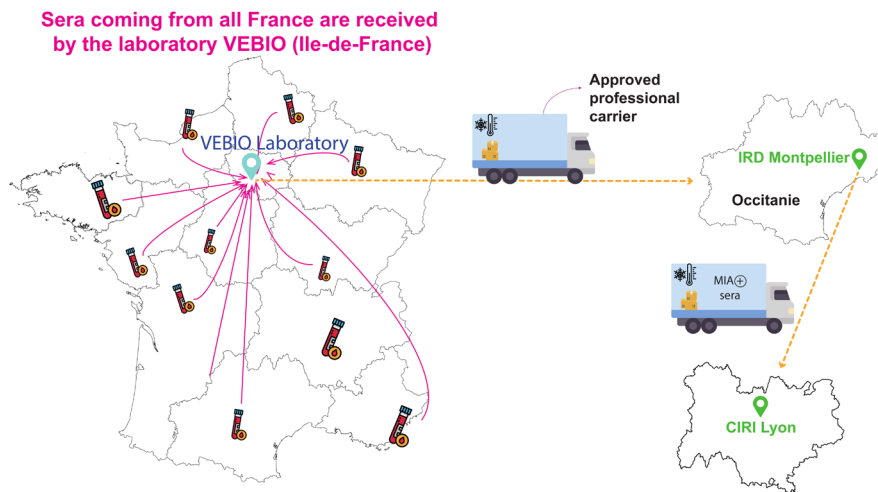 Sera coming from all France are received
by the laboratory VEBIO (Ile-de-France)
VEBIO Laboratory
Approved
professional
carrier
IRD Montpellier
Occitanie
MIA⊕
sera
CIRI Lyon